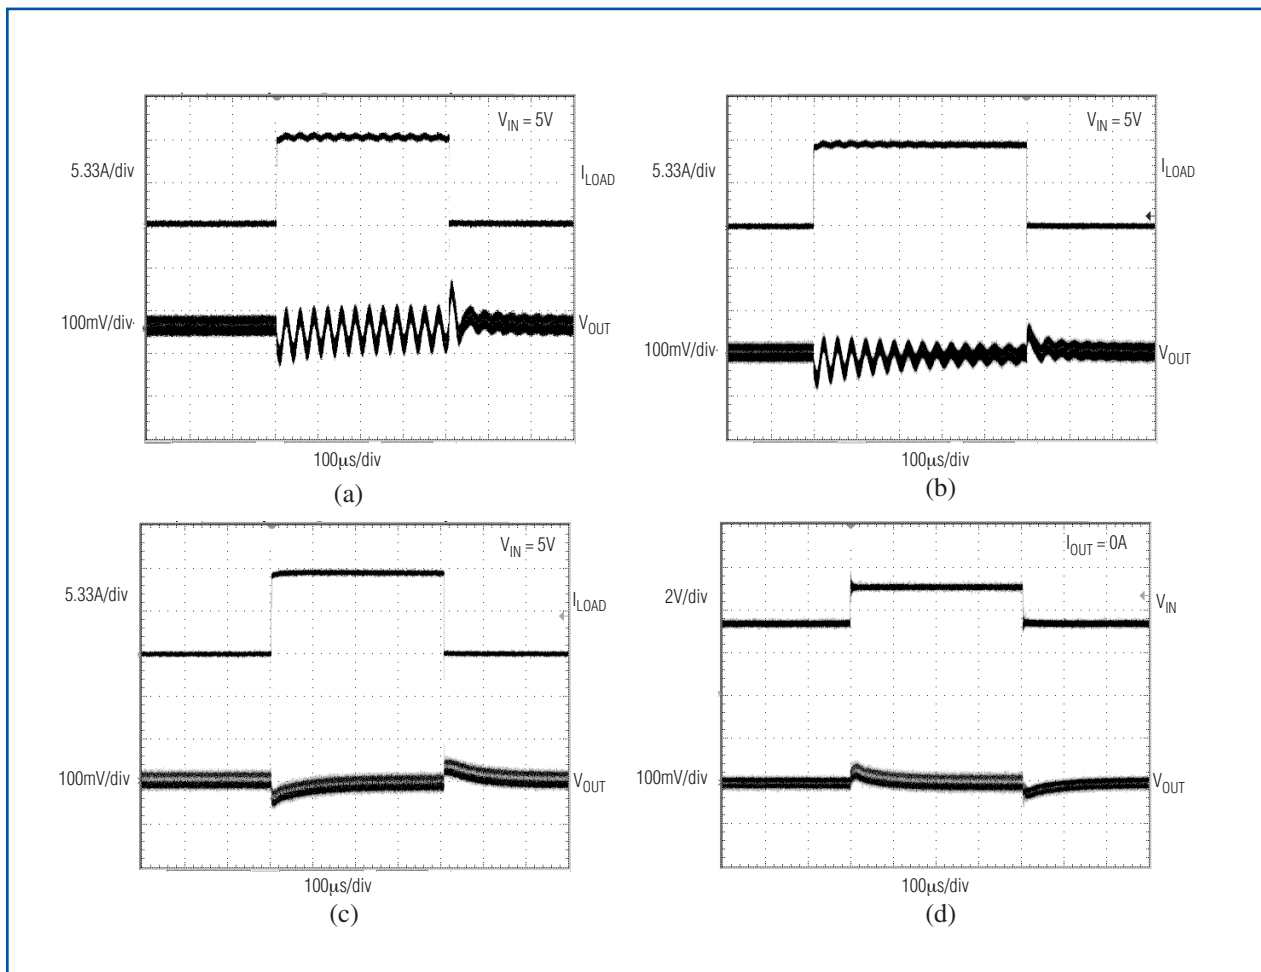 V_IN = 5V
5.33A/div
I_LOAD
100mV/div
V_OUT
100μs/div
(a)
V_IN = 5V
5.33A/div
I_LOAD
100mV/div
V_OUT
100μs/div
(b)
V_IN = 5V
5.33A/div
I_LOAD
100mV/div
V_OUT
100μs/div
(c)
I_OUT = 0A
2V/div
V_IN
100mV/div
V_OUT
100μs/div
(d)